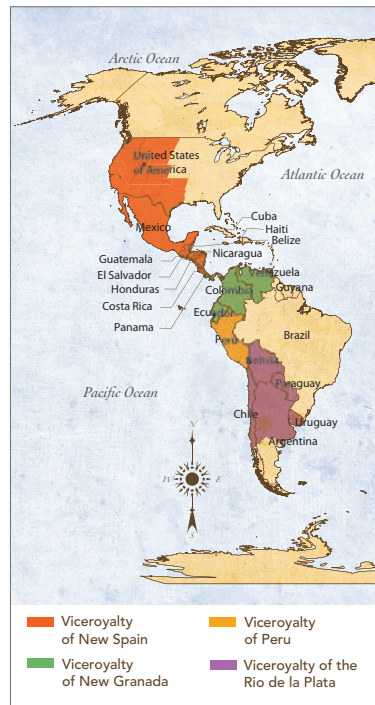 Arctic Ocean
United States
of America
Atlantic Ocean
Mexico
Cuba
Haiti
Belize
Guatemala
Nicaragua
El Salvador
Honduras
Costa Rica
Panama
Venezuela
Guyana
Colombia
Ecuador
Peru
Brazil
Bolivia
Pacific Ocean
Paraguay
Chile
Uruguay
Argentina
N
W
E
S
Viceroyalty
of New Spain
Viceroyalty
of Peru
Viceroyalty
of New Granada
Viceroyalty of the
Rio de la Plata